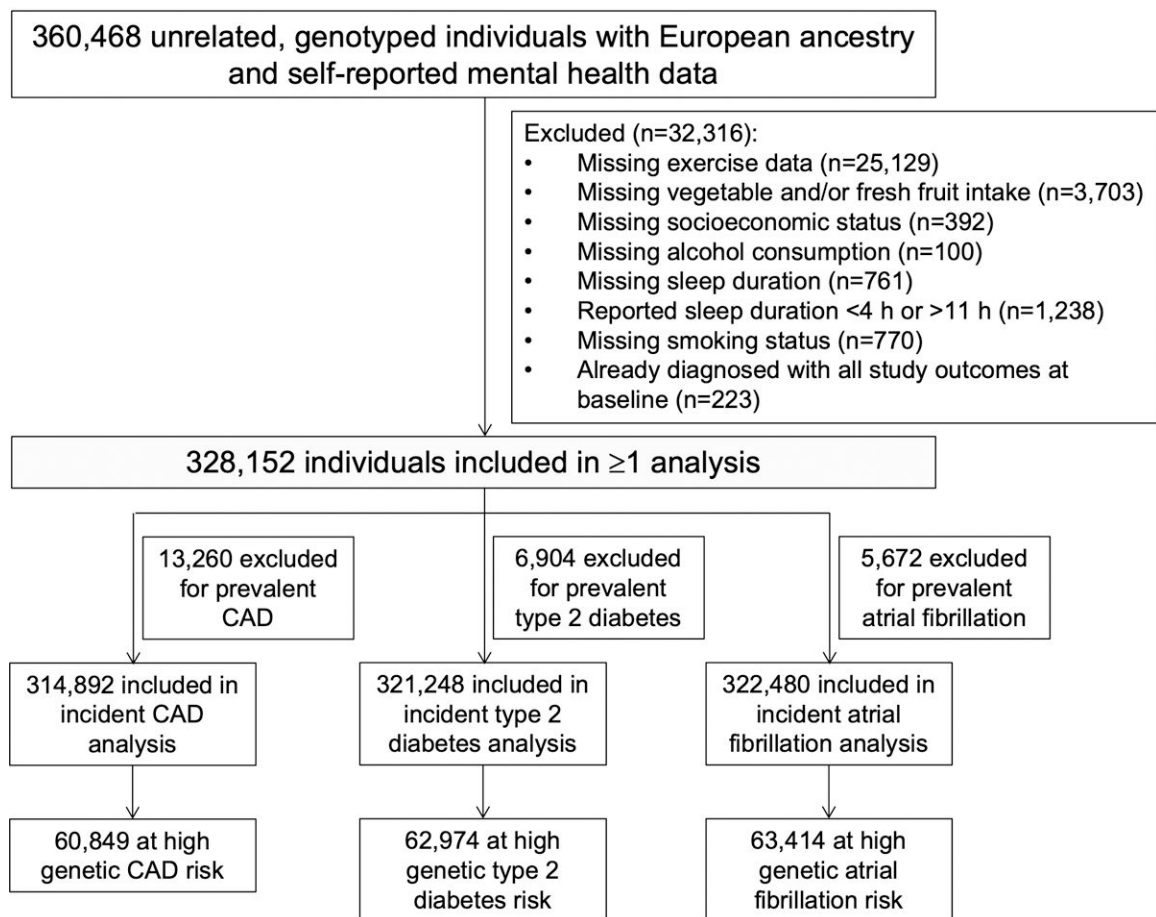 360,468 unrelated, genotyped individuals with European ancestry
and self-reported mental health data
Excluded (n=32,316):
• Missing exercise data (n=25,129)
• Missing vegetable and/or fresh fruit intake (n=3,703)
• Missing socioeconomic status (n=392)
• Missing alcohol consumption (n=100)
• Missing sleep duration (n=761)
• Reported sleep duration <4 h or >11 h (n=1,238)
• Missing smoking status (n=770)
• Already diagnosed with all study outcomes at
baseline (n=223)
328,152 individuals included in ≥1 analysis
13,260 excluded
for prevalent
CAD
6,904 excluded
for prevalent
type 2 diabetes
5,672 excluded
for prevalent
atrial fibrillation
314,892 included in
incident CAD
analysis
321,248 included in
incident type 2
diabetes analysis
322,480 included in
incident atrial
fibrillation analysis
60,849 at high
genetic CAD risk
62,974 at high
genetic type 2
diabetes risk
63,414 at high
genetic atrial
fibrillation risk